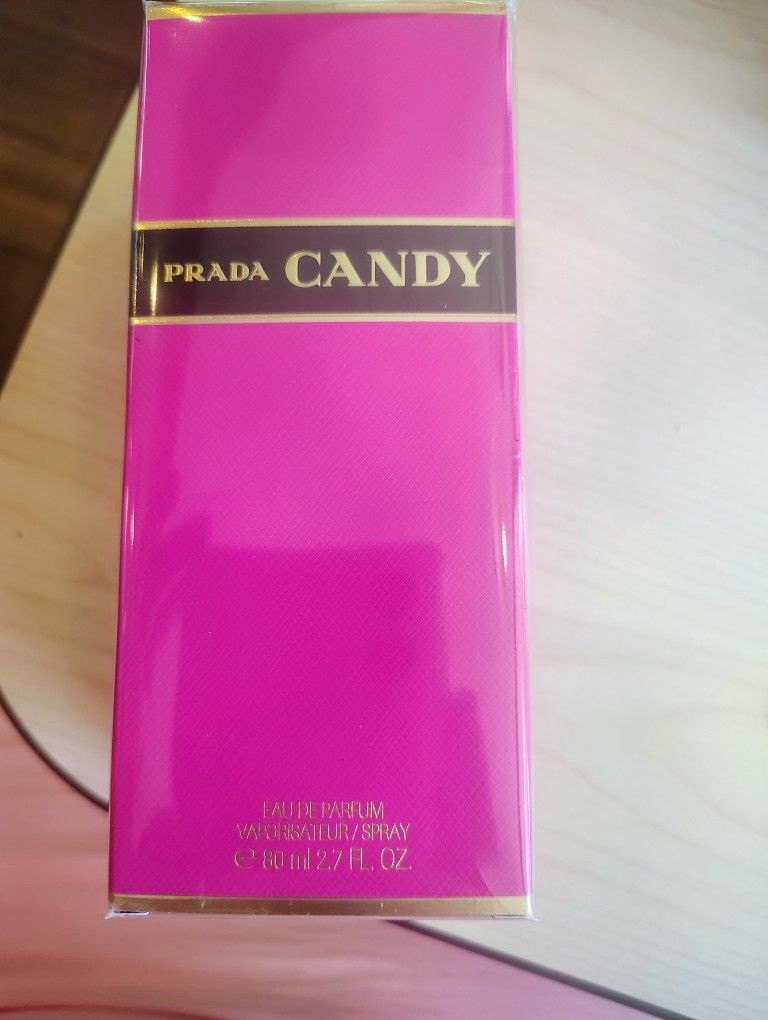 PRADA CANDY
EAU DE PARFUM
VAPORISATEUR / SPRAY
℮ 80 ml 2.7 FL. OZ.